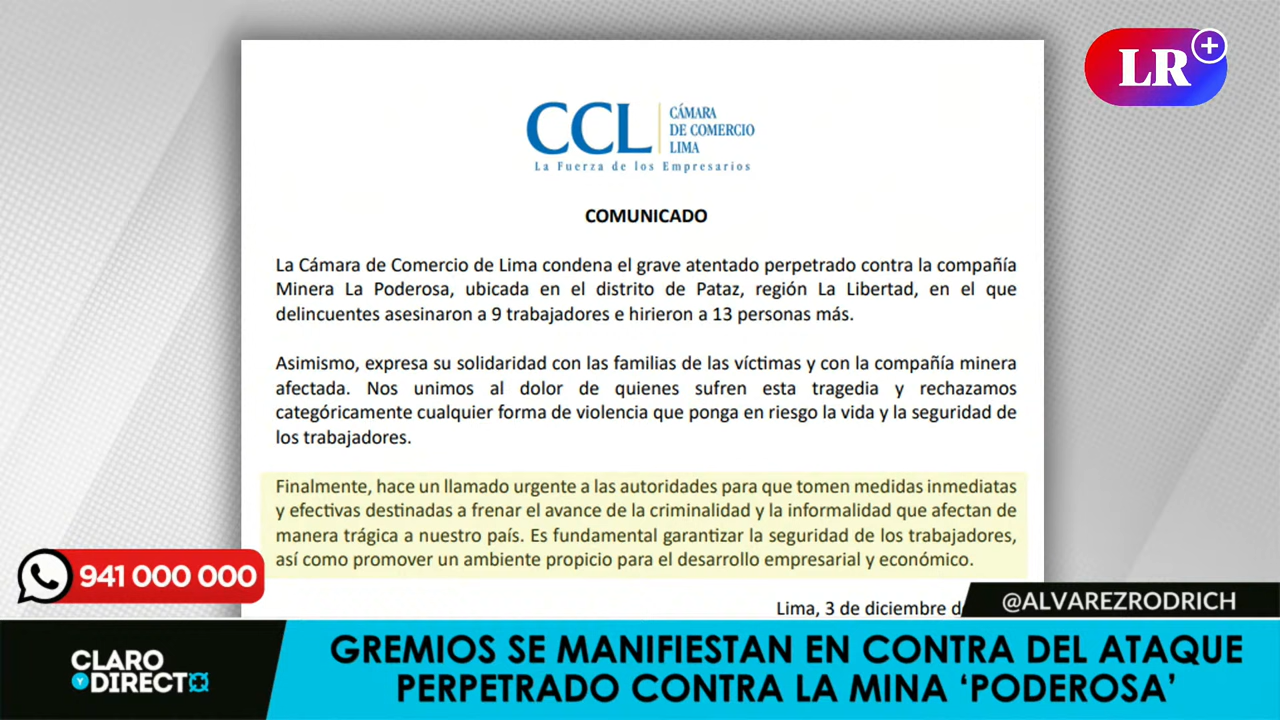 LR+
CCL
CÁMARA
DE COMERCIO
LIMA
La Fuerza de los Empresarios
COMUNICADO
La Cámara de Comercio de Lima condena el grave atentado perpetrado contra la compañía
Minera La Poderosa, ubicada en el distrito de Pataz, región La Libertad, en el que
delincuentes asesinaron a 9 trabajadores e hirieron a 13 personas más.
Asimismo, expresa su solidaridad con las familias de las víctimas y con la compañía minera
afectada. Nos unimos al dolor de quienes sufren esta tragedia y rechazamos
categóricamente cualquier forma de violencia que ponga en riesgo la vida y la seguridad de
los trabajadores.
Finalmente, hace un llamado urgente a las autoridades para que tomen medidas inmediatas
y efectivas destinadas a frenar el avance de la criminalidad y la informalidad que afectan de
manera trágica a nuestro país. Es fundamental garantizar la seguridad de los trabajadores,
así como promover un ambiente propicio para el desarrollo empresarial y económico.
Lima, 3 de diciembre
941 000 000
@ALVAREZRODRICH
CLARO
Y DIRECTO
GREMIOS SE MANIFIESTAN EN CONTRA DEL ATAQUE
PERPETRADO CONTRA LA MINA ‘PODEROSA’